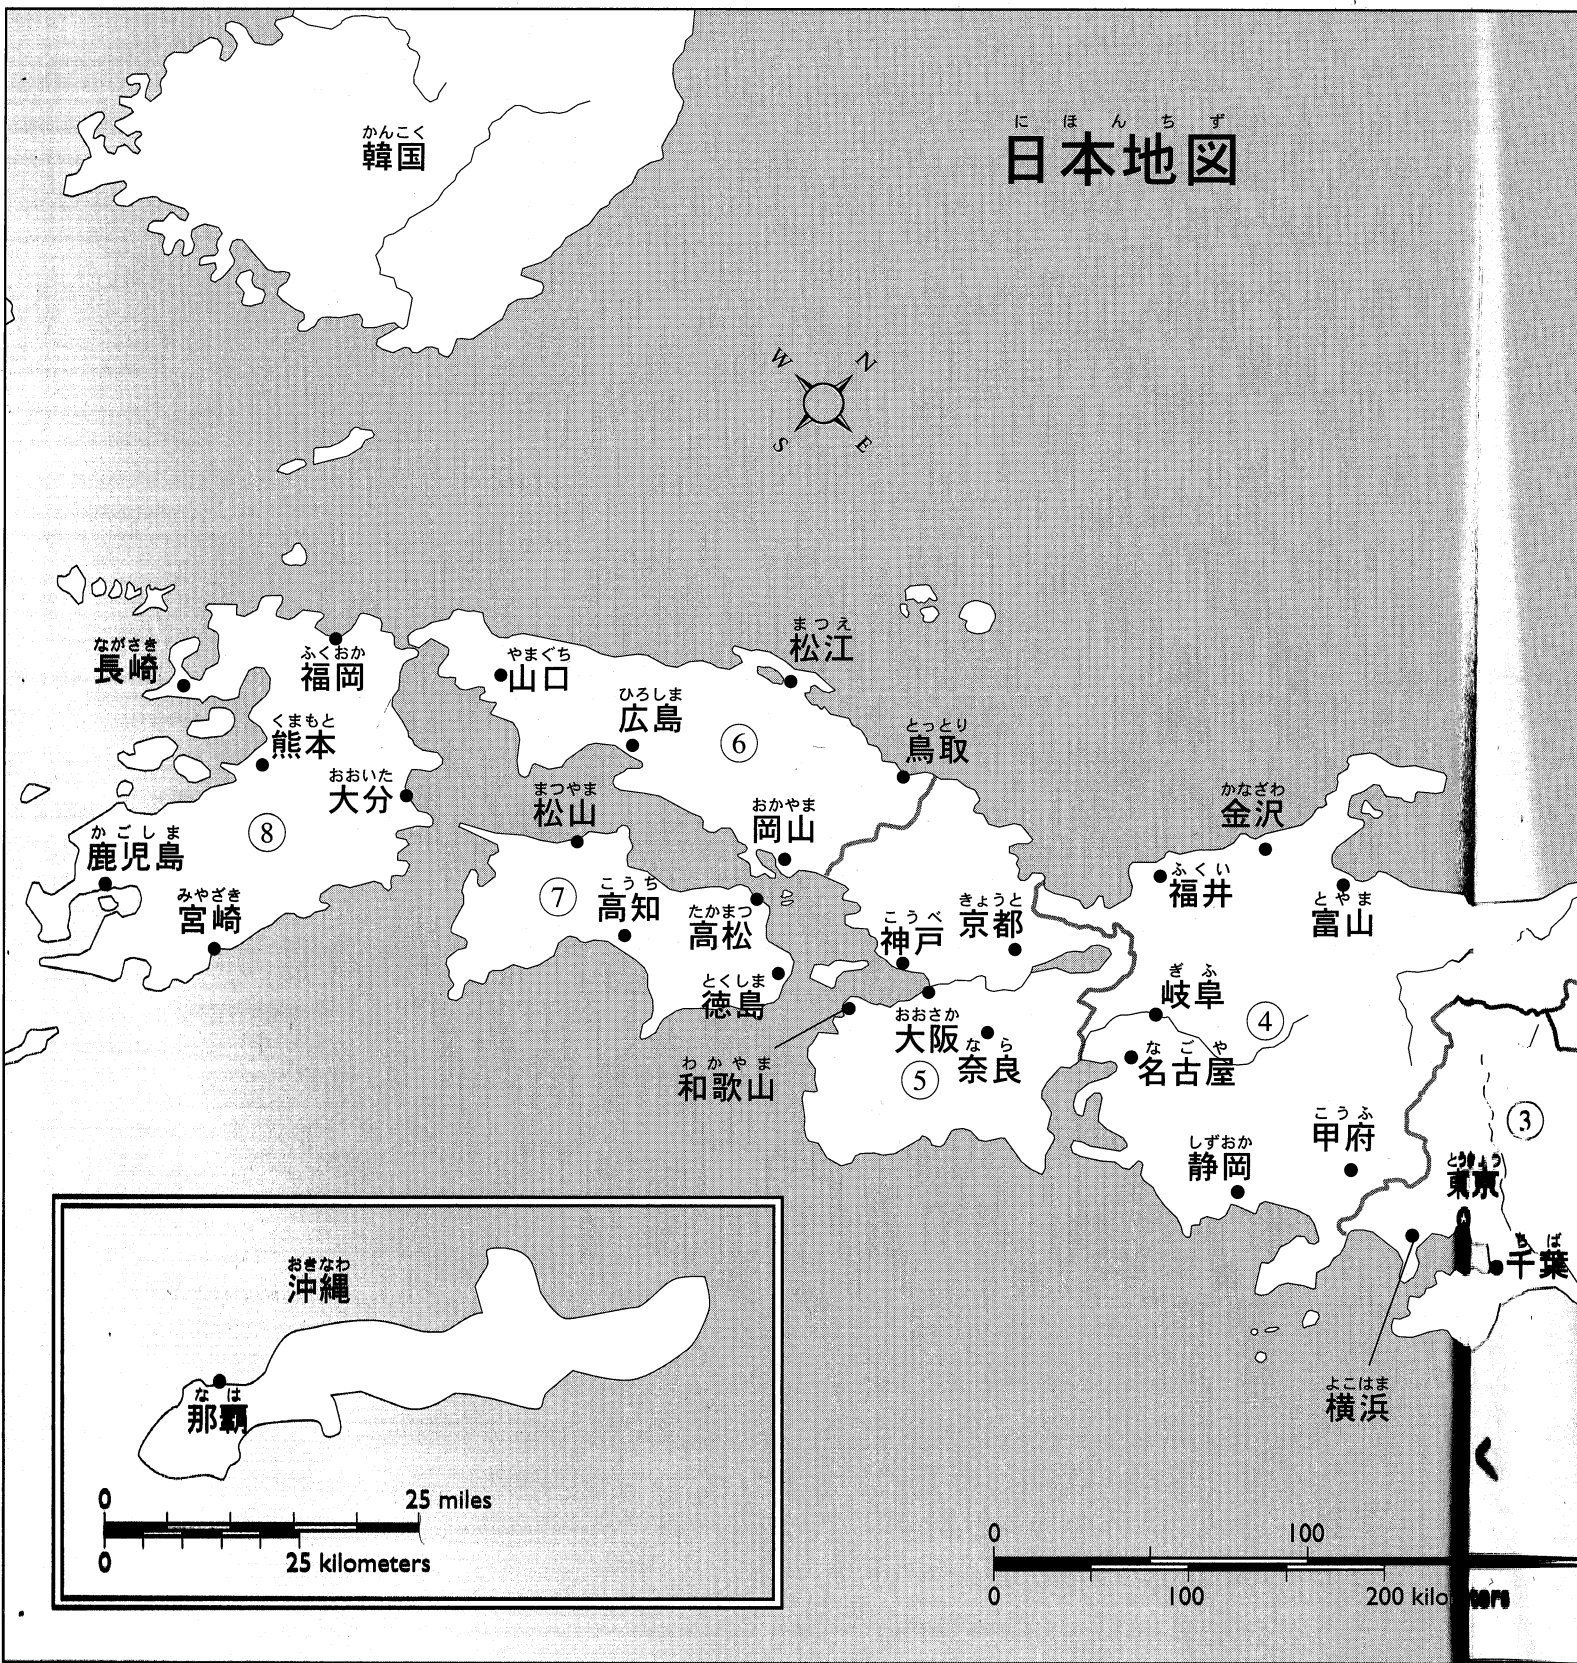 かんこく
韓国
にほんちず
日本地図
W
N
S
E
ながさき
長崎
ふくおか
福岡
やまぐち
山口
まつえ
松江
ひろしま
広島
⑥
とっとり
鳥取
くまもと
熊本
おおいた
大分
まつやま
松山
おかやま
岡山
かなざわ
金沢
⑧
かごしま
鹿児島
みやざき
宮崎
⑦
こうち
高知
たかまつ
高松
こうべ
神戸
きょうと
京都
ふくい
福井
とやま
富山
とくしま
徳島
おおさか
大阪
なら
奈良
ぎふ
岐阜
④
わかやま
和歌山
⑤
なごや
名古屋
こうふ
甲府
③
しずおか
静岡
とうきょう
東京
ちば
千葉
よこはま
横浜
おきなわ
沖縄
なは
那覇
0 25 miles
0 25 kilometers
0 100
0 100 200 kilo ters
く